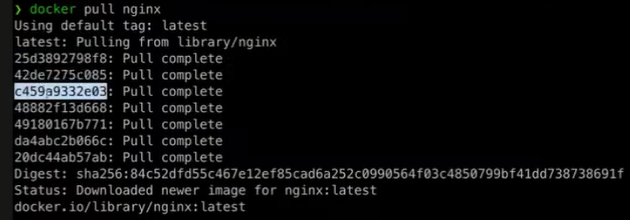 ❯ docker pull nginx
Using default tag: latest
latest: Pulling from library/nginx
25d3892798f8: Pull complete
42de7275c085: Pull complete
c459a9332e03: Pull complete
48882f13d668: Pull complete
49180167b771: Pull complete
da4abc2b066c: Pull complete
20dc44ab57ab: Pull complete
Digest: sha256:84c52dfd55c467e12ef85cad6a252c0990564f03c4850799bf41dd738738691f
Status: Downloaded newer image for nginx:latest
docker.io/library/nginx:latest